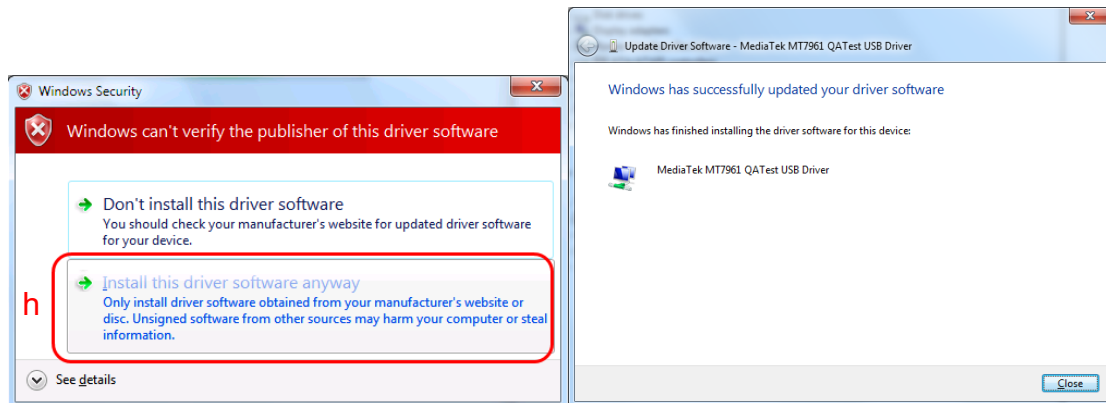 Windows Security
Windows can't verify the publisher of this driver software
Don't install this driver software
You should check your manufacturer's website for updated driver software
for your device.
h
Install this driver software anyway
Only install driver software obtained from your manufacturer's website or
disc. Unsigned software from other sources may harm your computer or steal
information.
See details
Update Driver Software - MediaTek MT7961 QATest USB Driver
Windows has successfully updated your driver software
Windows has finished installing the driver software for this device:
MediaTek MT7961 QATest USB Driver
Close